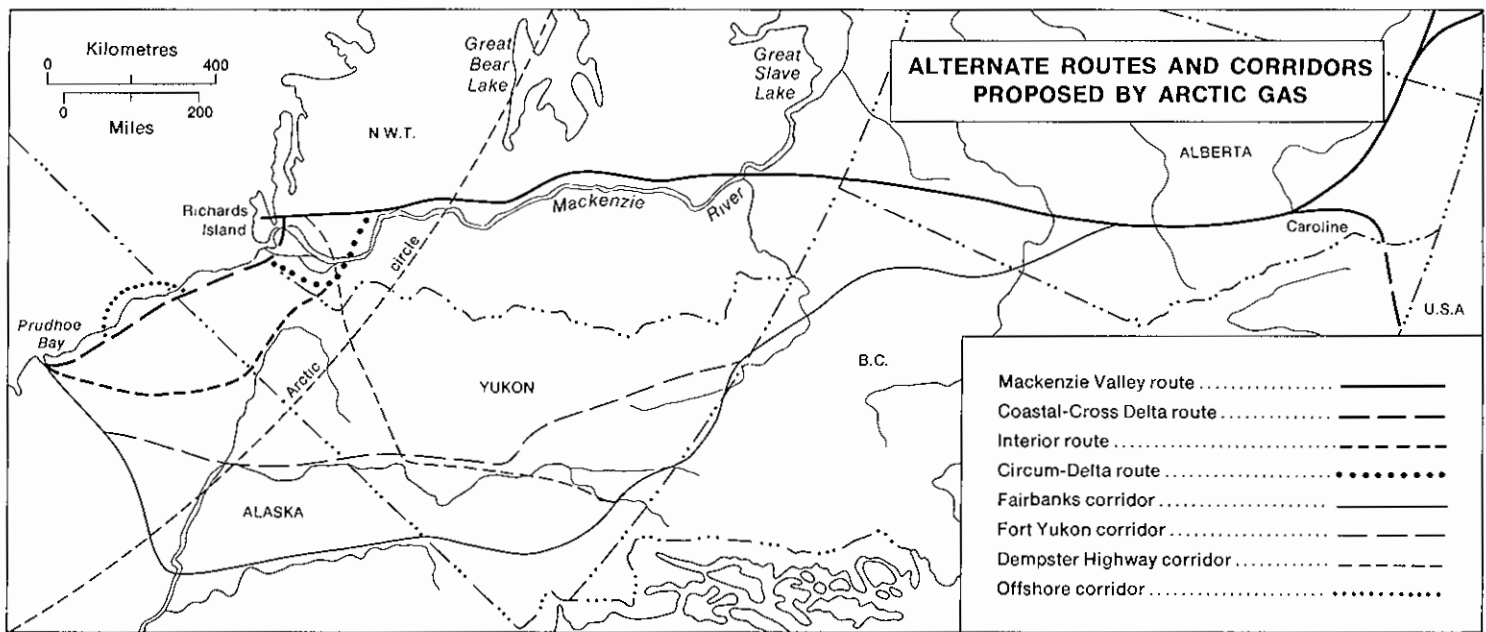 Kilometres
0 400
0 200
Miles
Great
Bear
Lake
Great
Slave
Lake
ALTERNATE ROUTES AND CORRIDORS
PROPOSED BY ARCTIC GAS
N.W.T.
ALBERTA
Richards
Island
Mackenzie
River
Caroline
circle
Prudhoe
Bay
U.S.A
Arctic
YUKON
B.C.
ALASKA
Mackenzie Valley route
Coastal-Cross Delta route
Interior route
Circum-Delta route
Fairbanks corridor
Fort Yukon corridor
Dempster Highway corridor
Offshore corridor